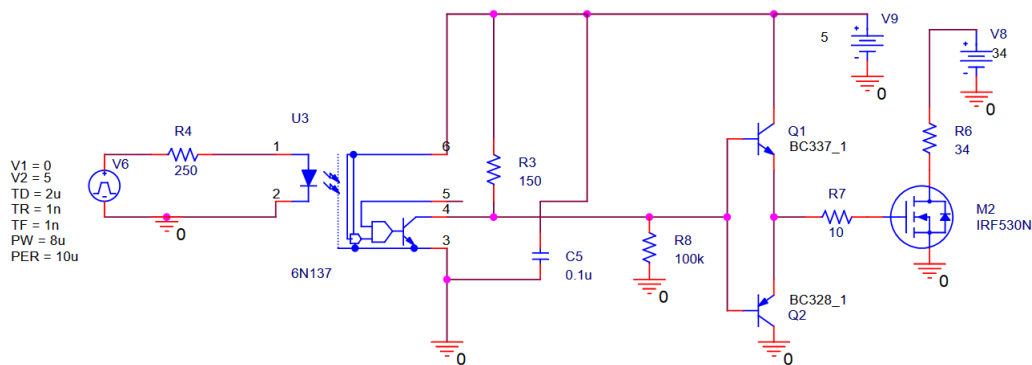 V9
5
V8
34
U3
R4
250
1
2
6
5
4
3
6N137
V6
V1 = 0
V2 = 5
TD = 2u
TR = 1n
TF = 1n
PW = 8u
PER = 10u
0
R3
150
C5
0.1u
0
R8
100k
0
Q1
BC337_1
BC328_1
Q2
0
R7
10
R6
34
M2
IRF530N
0
0
0